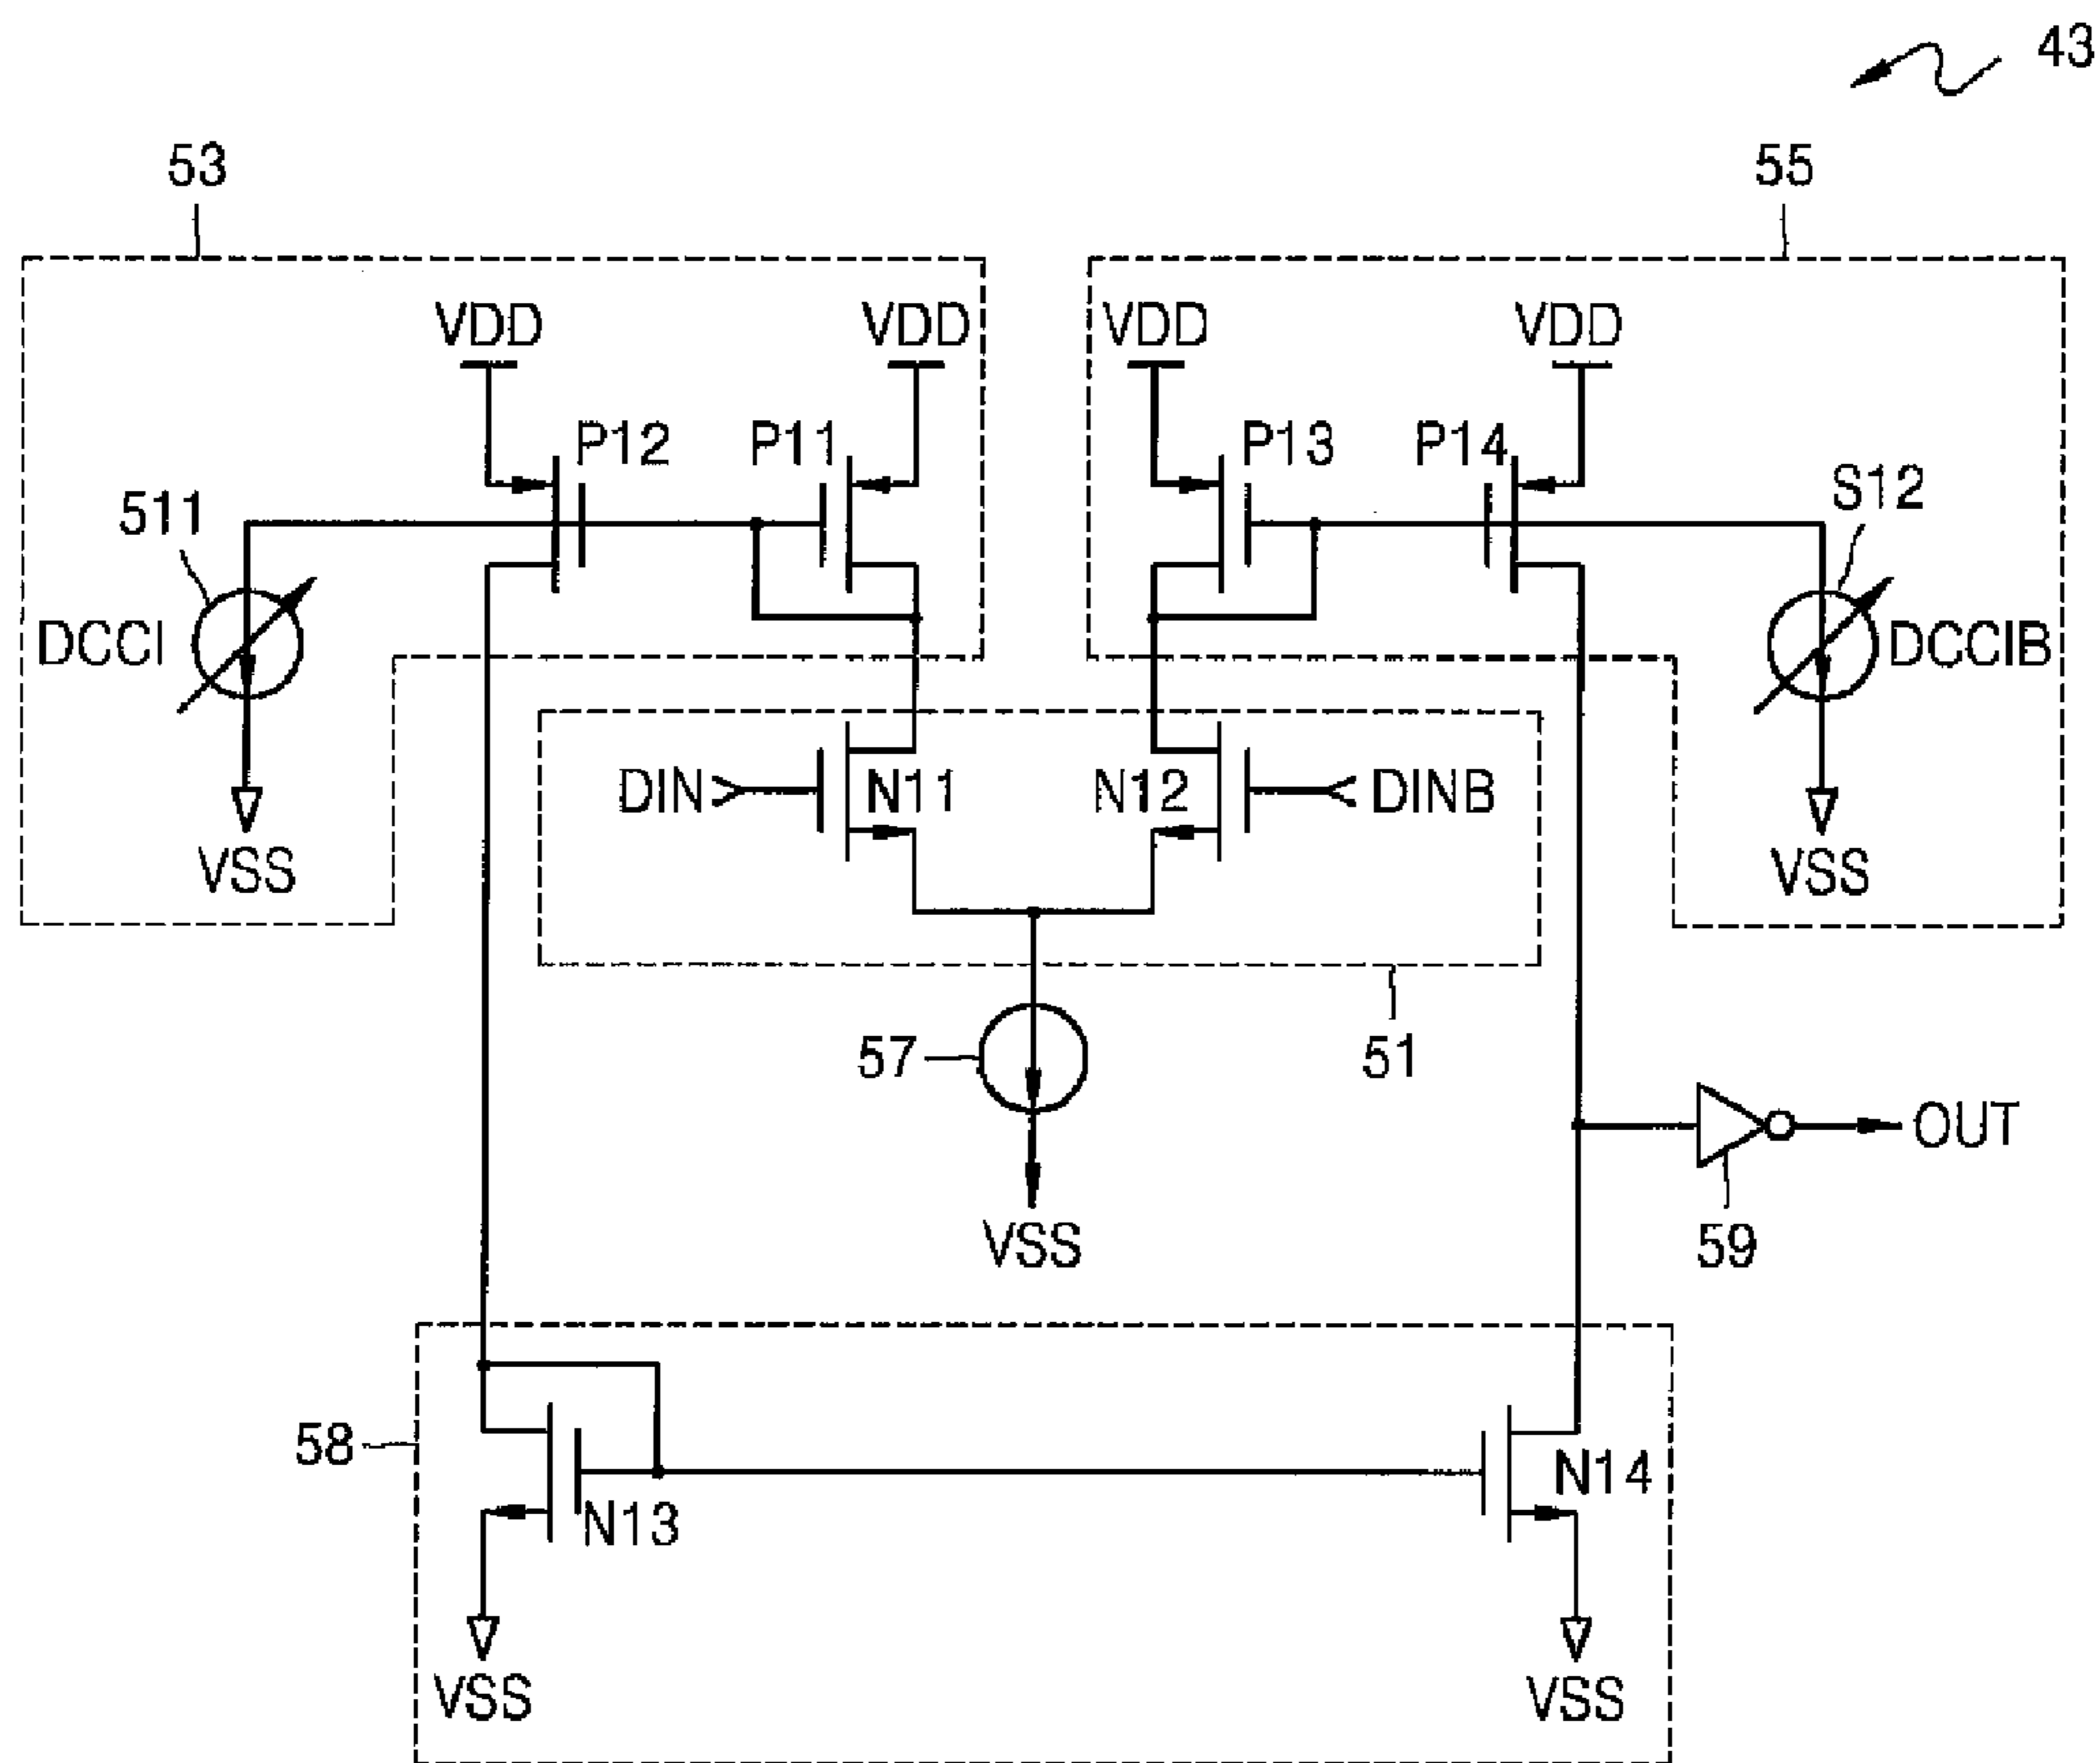 43
53
55
VDD
VDD
VDD
VDD
P12
P11
P13
P14
511
S12
DCCI
DCCIB
DIN
N11
N12
DINB
VSS
VSS
57
51
OUT
VSS
59
58
N13
N14
VSS
VSS